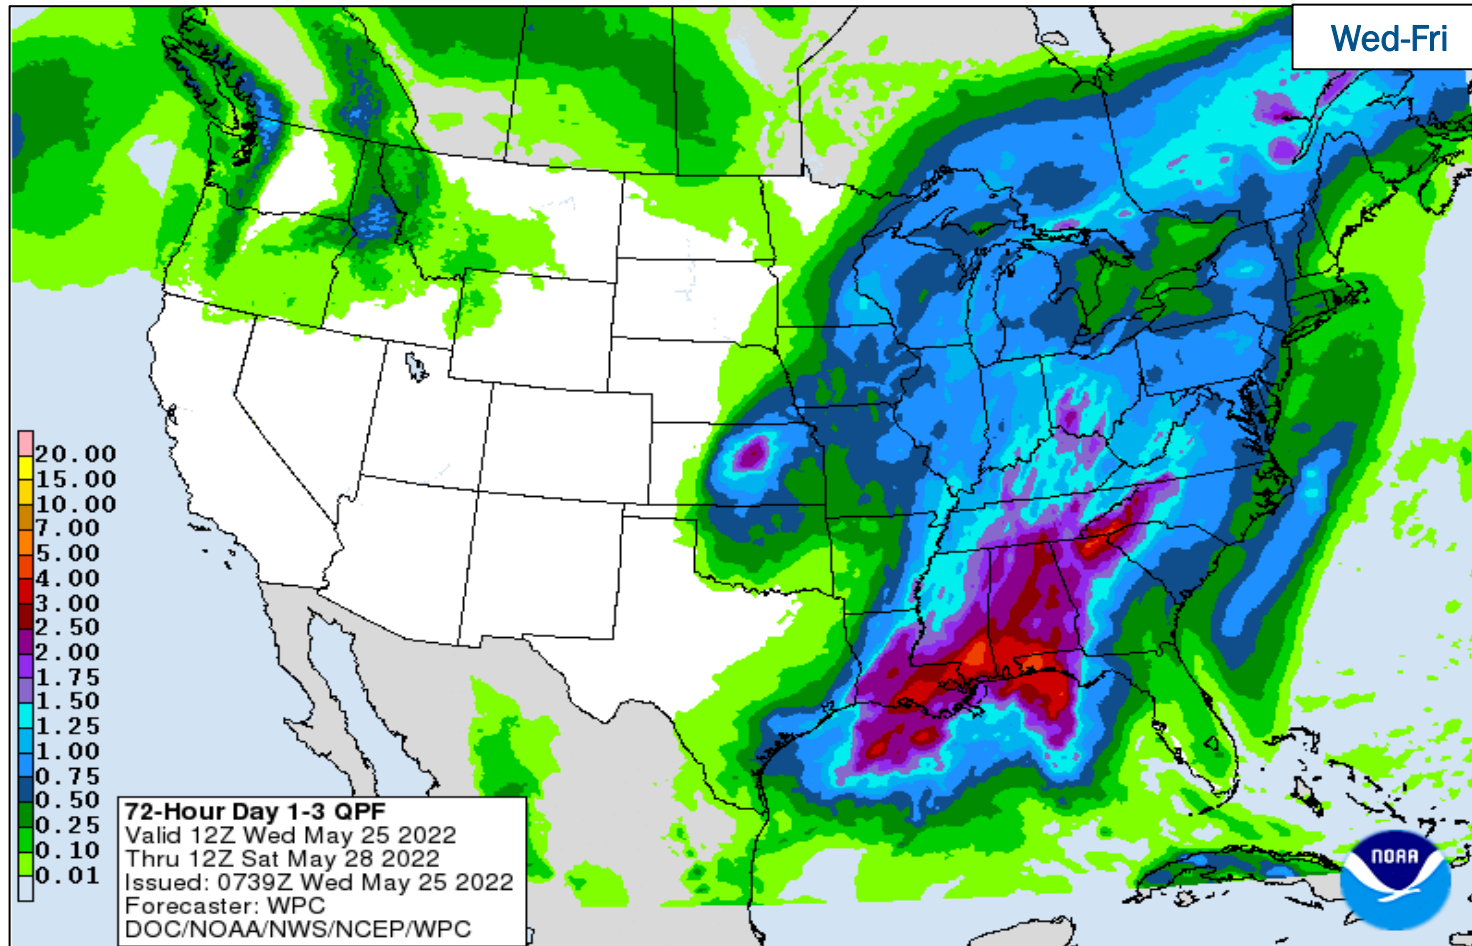 Wed-Fri
20.00
15.00
10.00
7.00
5.00
4.00
3.00
2.50
2.00
1.75
1.50
1.25
1.00
0.75
0.50
0.25
0.10
0.01
72-Hour Day 1-3 QPF
Valid 12Z Wed May 25 2022
Thru 12Z Sat May 28 2022
Issued: 0739Z Wed May 25 2022
Forecaster: WPC
DOC/NOAA/NWS/NCEP/WPC
NOAA